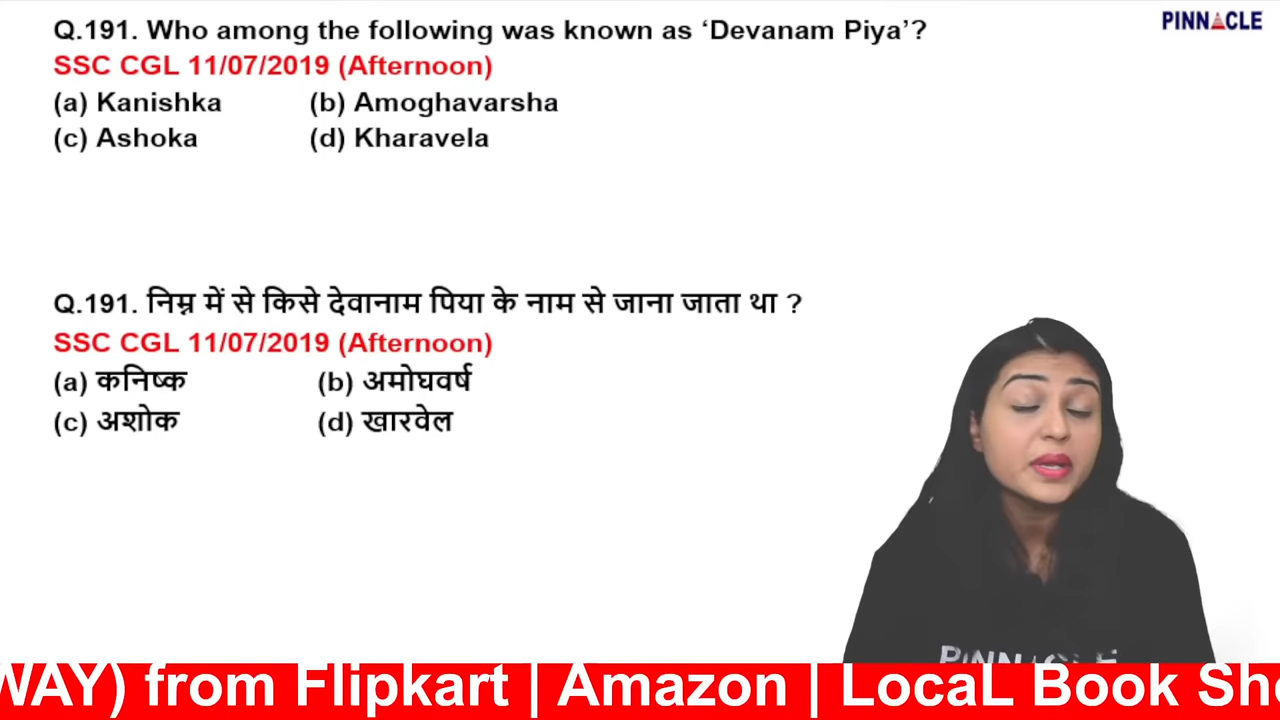 Q.191. Who among the following was known as ‘Devanam Piya’?
PINNACLE
SSC CGL 11/07/2019 (Afternoon)
(a) Kanishka (b) Amoghavarsha
(c) Ashoka (d) Kharavela
Q.191. निम्न में से किसे देवानाम पिया के नाम से जाना जाता था ?
SSC CGL 11/07/2019 (Afternoon)
(a) कनिष्क (b) अमोघवर्ष
(c) अशोक (d) खारवेल
PINNACLE
WAY) from Flipkart | Amazon | LocaL Book